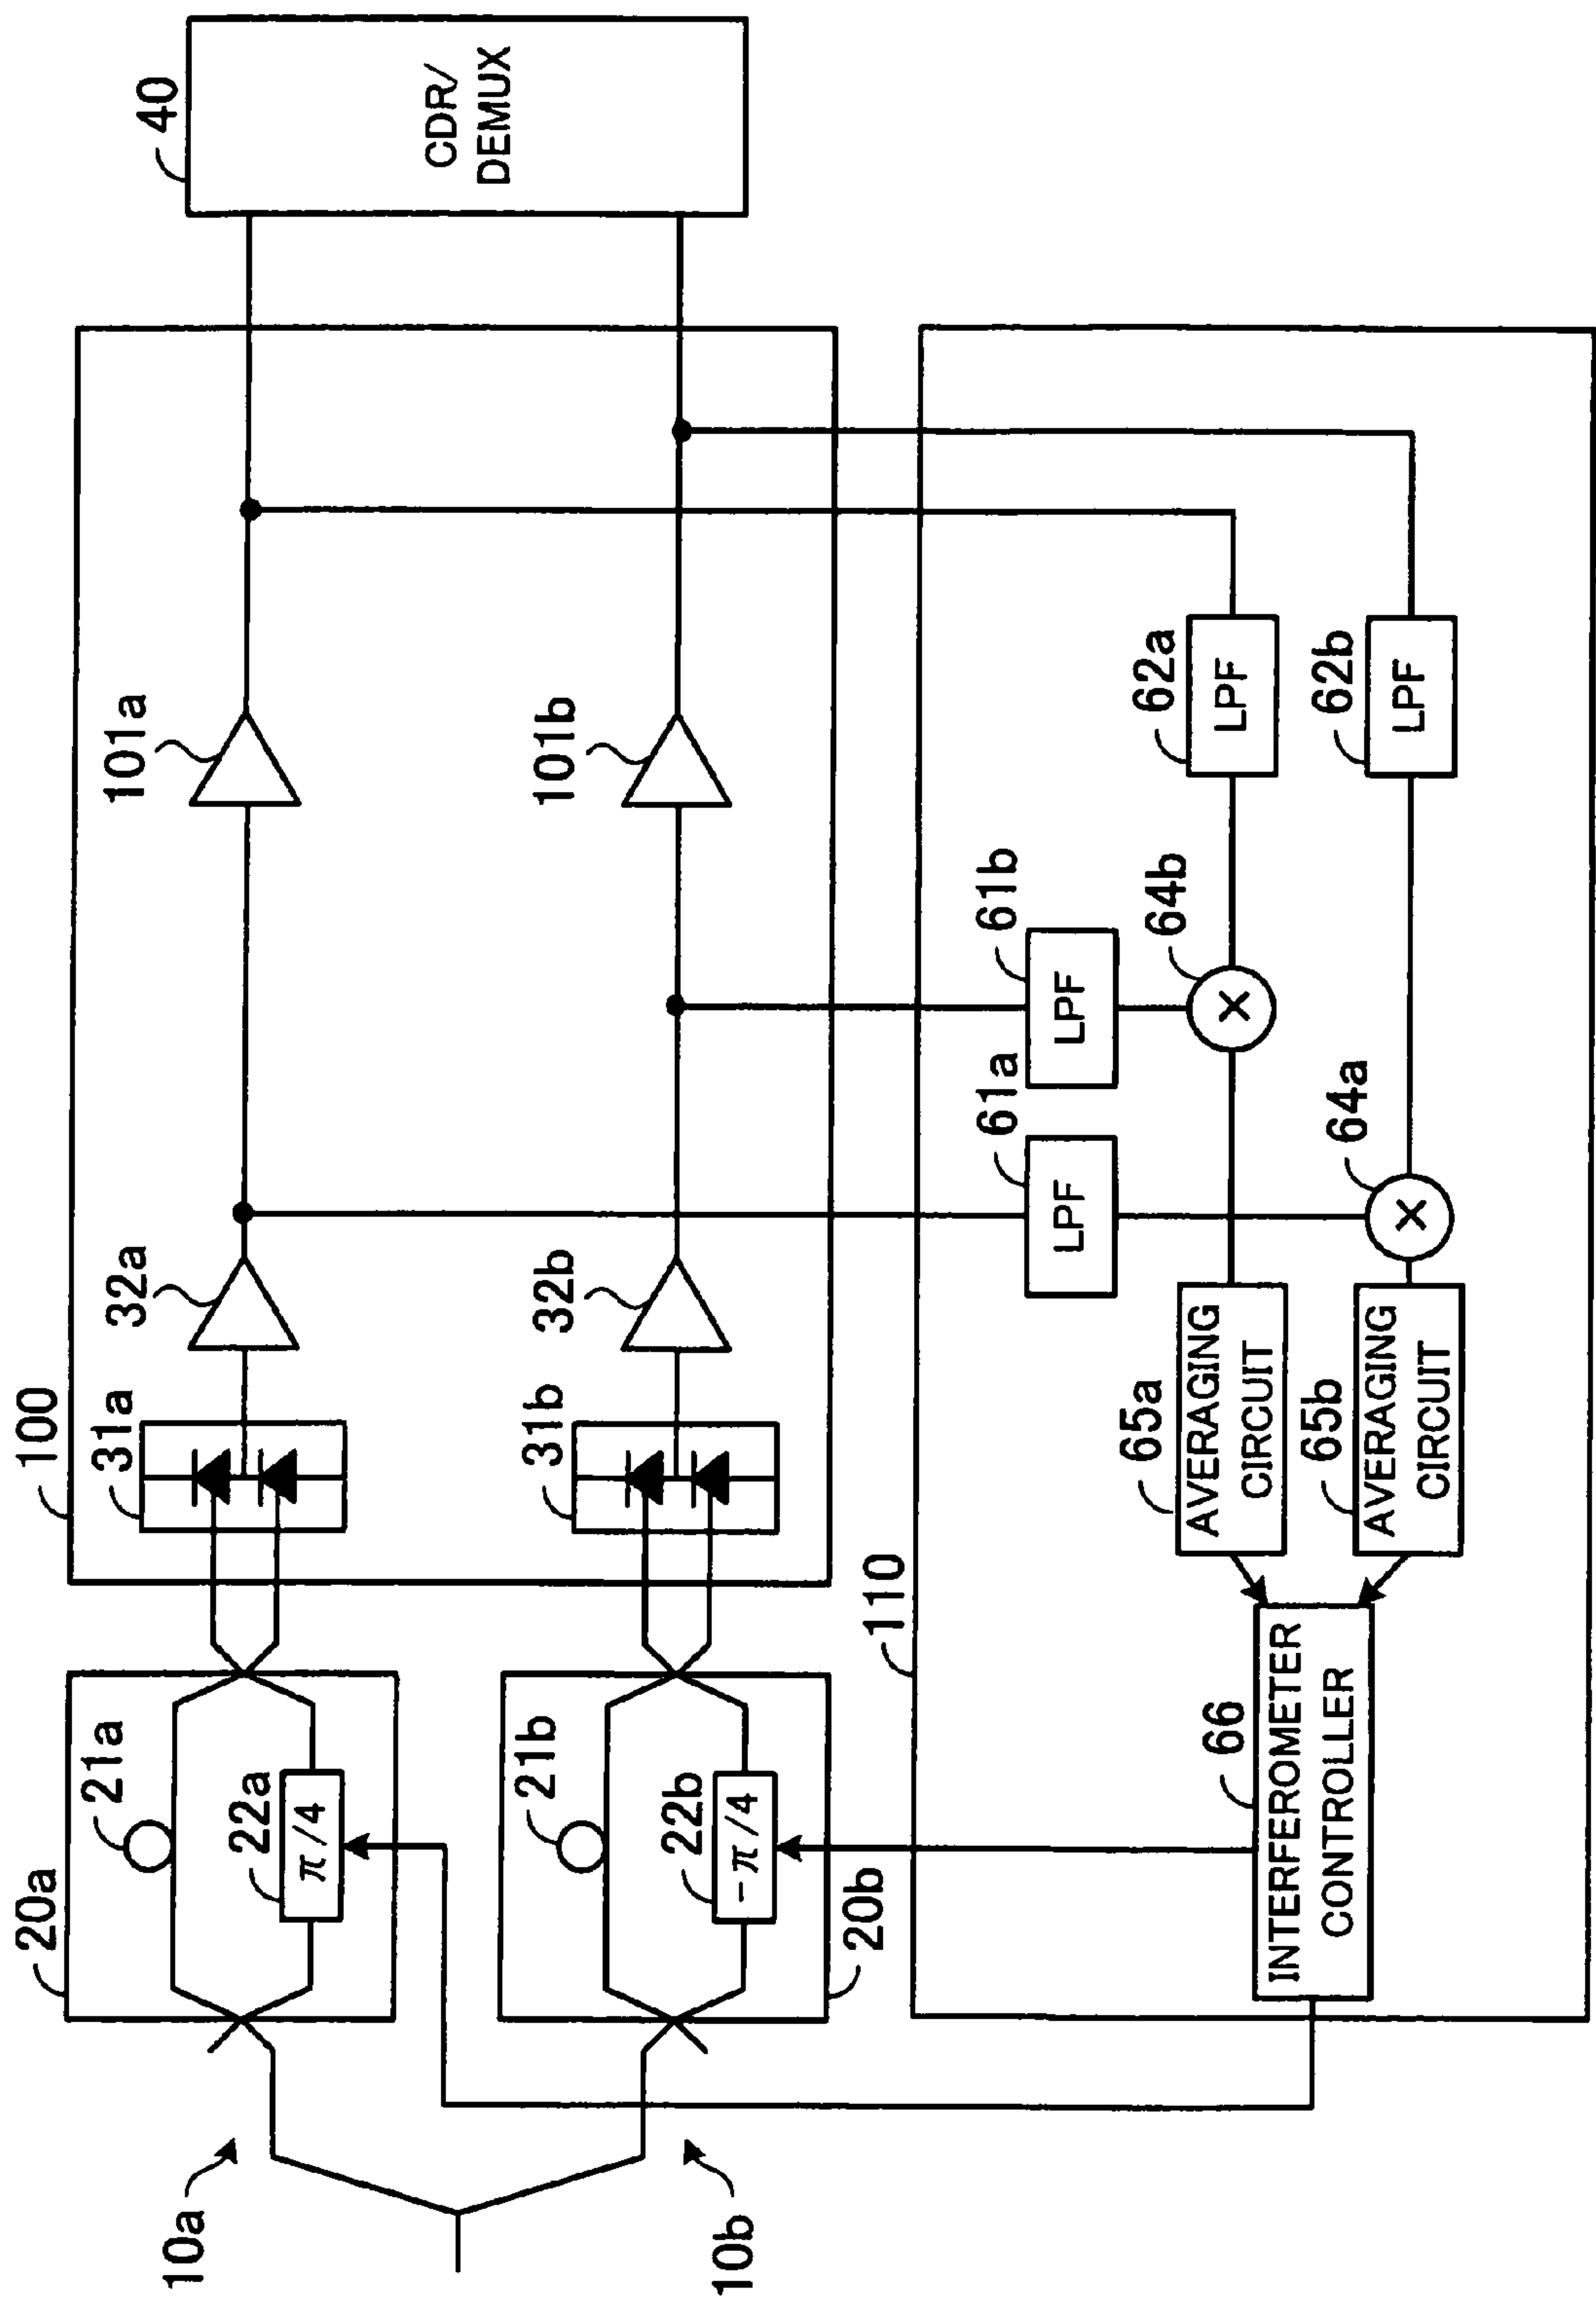 10a
10b
20a
21a
22a
π/4
20b
21b
22b
-π/4
100
31a
32a
101a
31b
32b
101b
40
CDR/
DEMUX
110
61a
LPF
61b
LPF
62a
LPF
62b
LPF
64b
×
64a
×
65a
AVERAGING
CIRCUIT
65b
AVERAGING
CIRCUIT
66
INTERFEROMETER
CONTROLLER